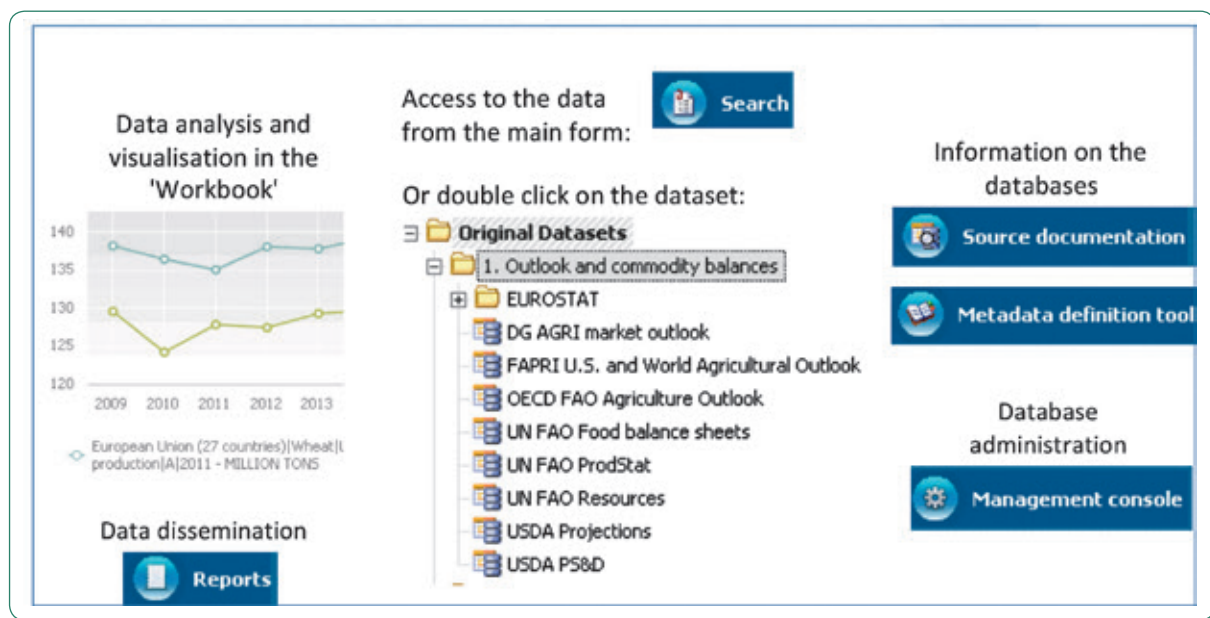 Data analysis and
visualisation in the
'Workbook'
140
135
130
125
120
2009 2010 2011 2012 2013
European Union (27 countries)|Wheat|
production|A|2011 - MILLION TONS
Data dissemination
Reports
Access to the data
from the main form:
Search
Or double click on the dataset:
Original Datasets
1. Outlook and commodity balances
EUROSTAT
DG AGRI market outlook
FAPRI U.S. and World Agricultural Outlook
OECD FAO Agriculture Outlook
UN FAO Food balance sheets
UN FAO ProdStat
UN FAO Resources
USDA Projections
USDA PS&D
Information on the
databases
Source documentation
Metadata definition tool
Database
administration
Management console